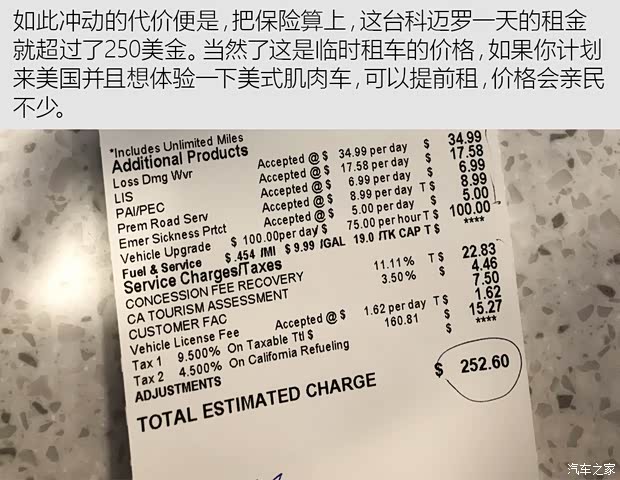 如此冲动的代价便是，把保险算上，这台科迈罗一天的租金
就超过了250美金。当然了这是临时租车的价格，如果你计划
来美国并且想体验一下美式肌肉车，可以提前租，价格会亲民
不少。
*Includes Unlimited Miles
Additional Products
Loss Dmg Wvr Accepted @ $ 34.99 per day $ 34.99
LIS Accepted @ $ 17.58 per day $ 17.58
PAI/PEC Accepted @ $ 6.99 per day $ 6.99
Prem Road Serv Accepted @ $ 8.99 per day T $ 8.99
Emer Sickness Prtct Accepted @ $ 5.00 per day $ 5.00
Vehicle Upgrade $ 100.00per day/ $ 75.00 per hour T $ 100.00
Fuel & Service $ .454 /MI $ 9.99 /GAL 19.0 /TK CAP T $ ****
Service Charges/Taxes
CONCESSION FEE RECOVERY 11.11% T $ 22.83
CA TOURISM ASSESSMENT 3.50% $ 4.46
CUSTOMER FAC 7.50
Vehicle License Fee Accepted @ $ 1.62 per day T $ 1.62
Tax 1 9.500% On Taxable Ttl $ 160.81 $ 15.27
Tax 2 4.500% On California Refueling $ ****
ADJUSTMENTS
TOTAL ESTIMATED CHARGE $ 252.60
汽车之家